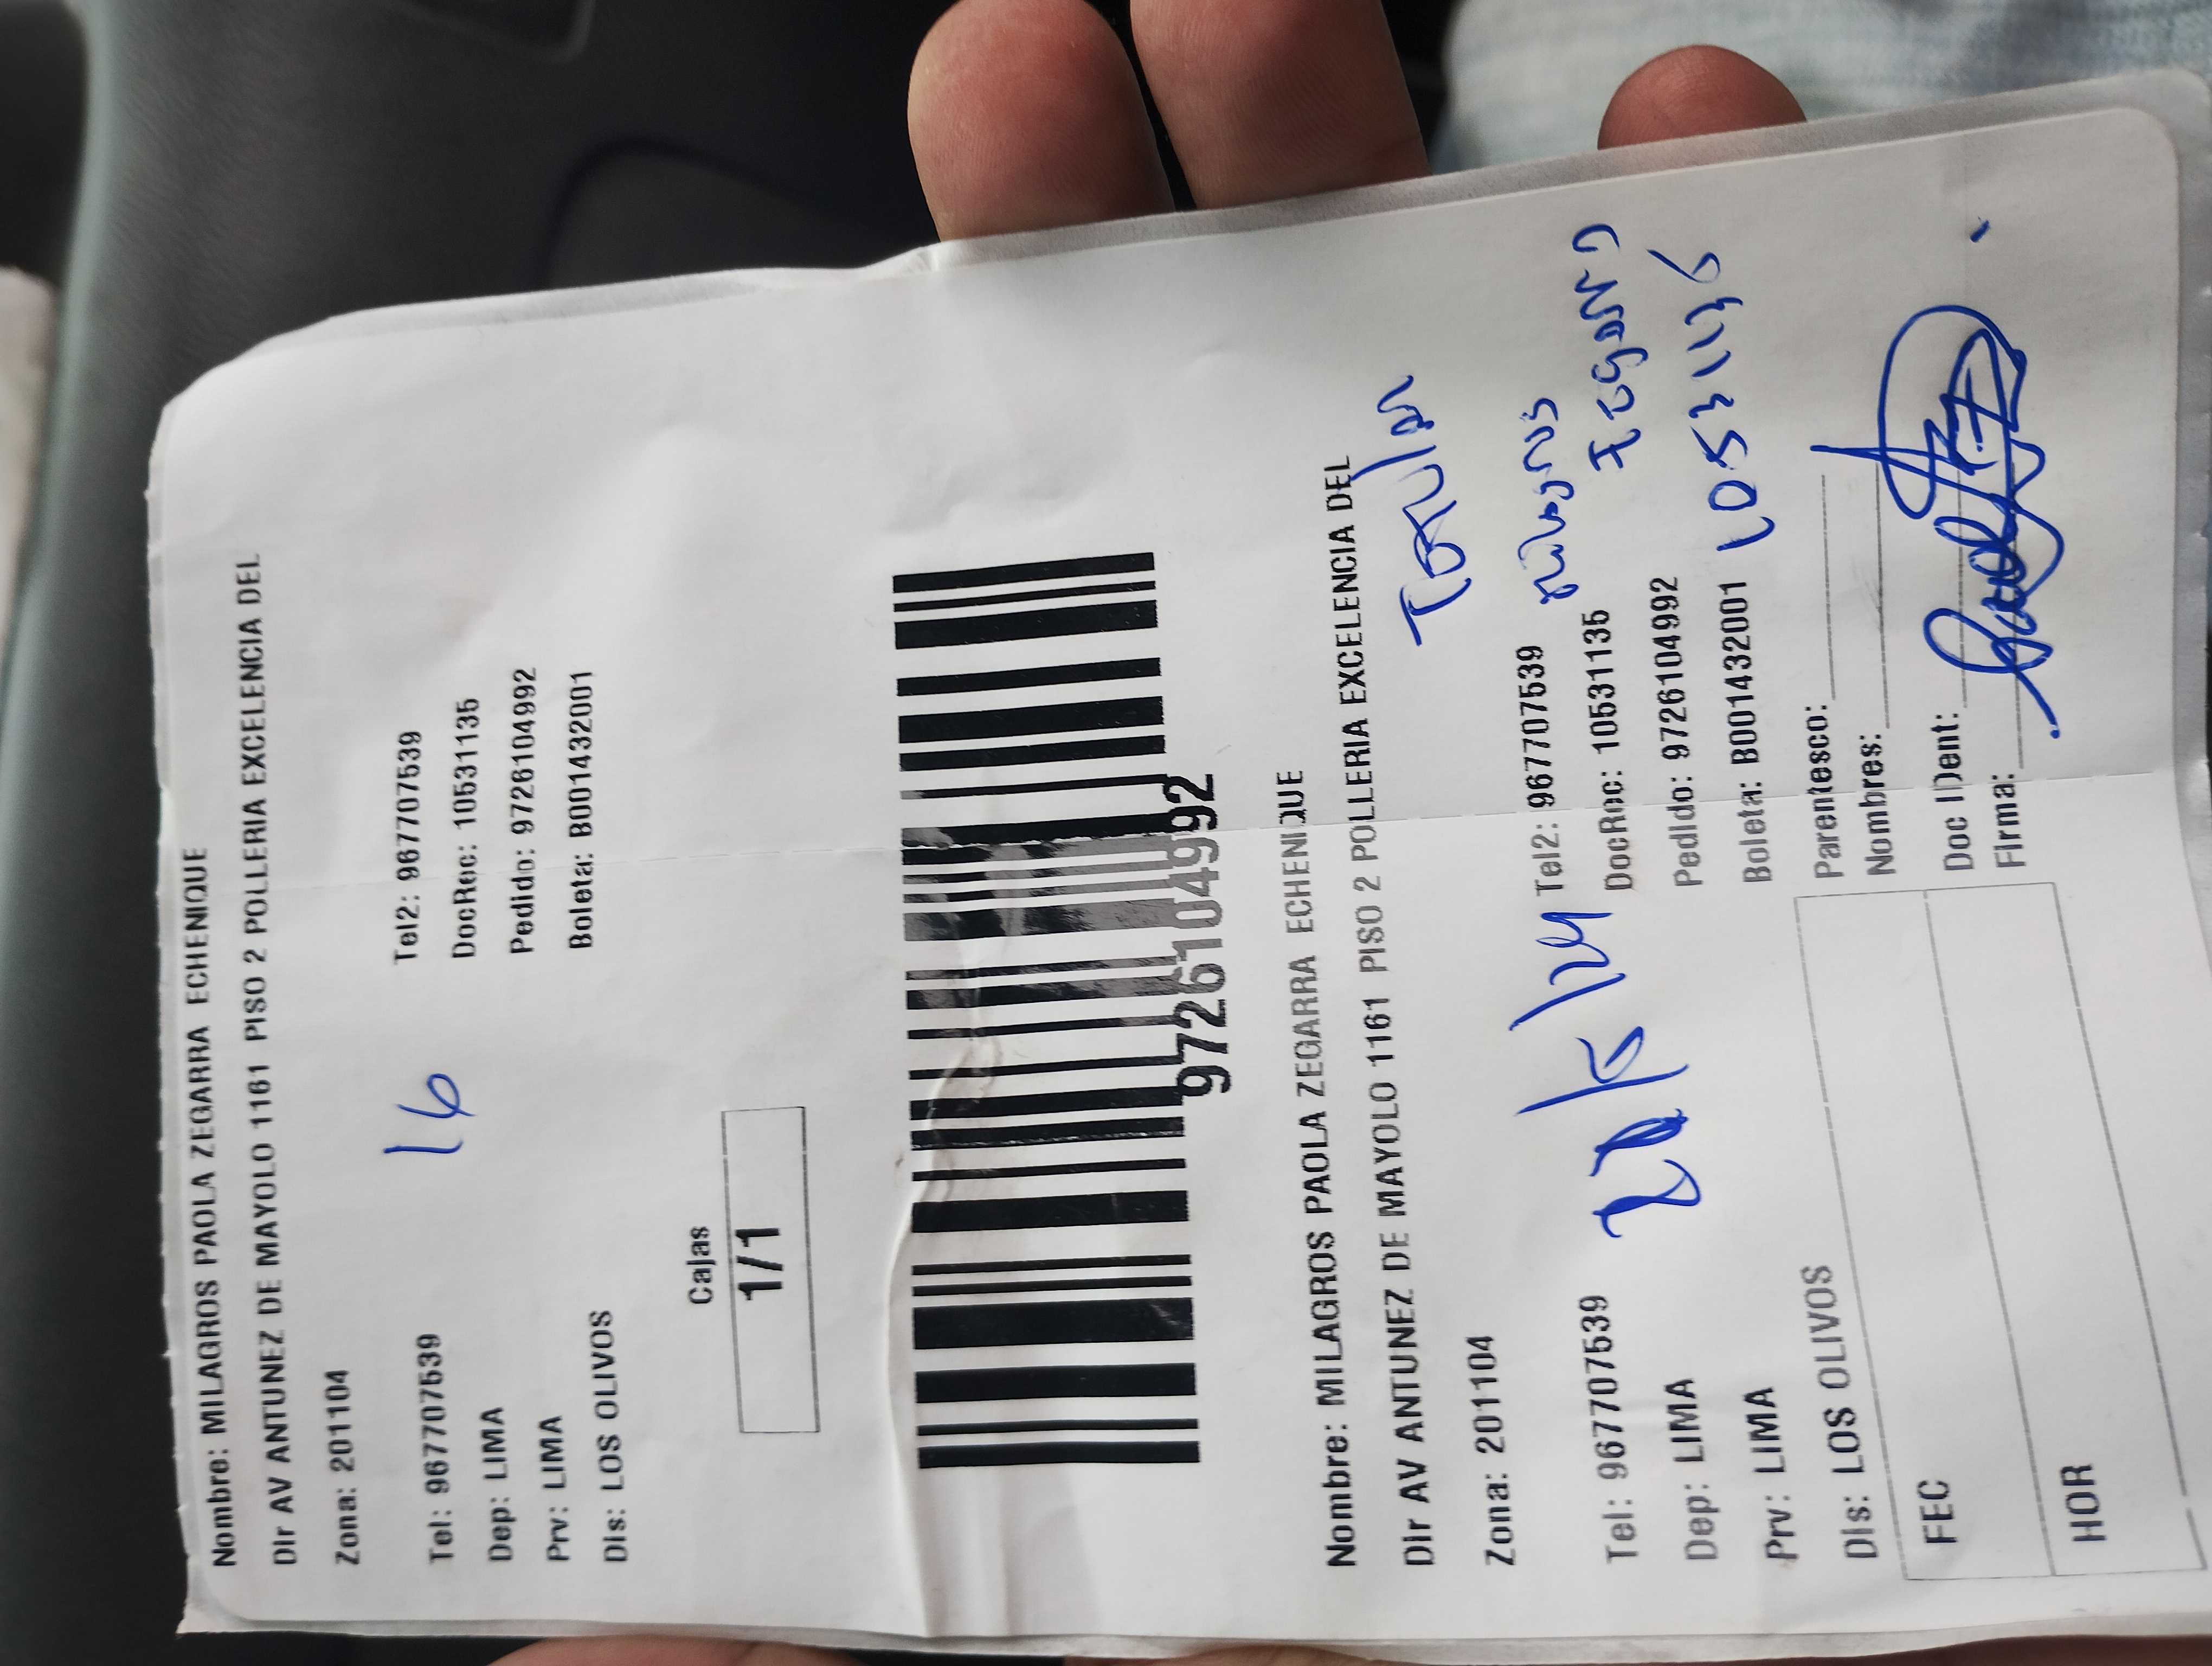 Nombre: MILAGROS PAOLA ZEGARRA ECHENIQUE
Dir AV ANTUNEZ DE MAYOLO 1161 PISO 2 POLLERIA EXCELENCIA DEL
Zona: 201104
16
Tel: 967707539 Tel2: 967707539
Dep: LIMA DocRec: 10531135
Prv: LIMA Pedido: 97261104992
Dis: LOS OLIVOS Boleta: B001432001
Cajas
1/1
97261104992
Nombre: MILAGROS PAOLA ZEGARRA ECHENIQUE
Dir AV ANTUNEZ DE MAYOLO 1161 PISO 2 POLLERIA EXCELENCIA DEL
Zona: 201104
Tel: 967707539 Tel2: 967707539
Dep: LIMA DocRec: 10531135
Prv: LIMA Pedido: 97261104992
Dis: LOS OLIVOS Boleta: B001432001
FEC Parentesco:
Nombres:
HOR Doc IDent:
Firma: